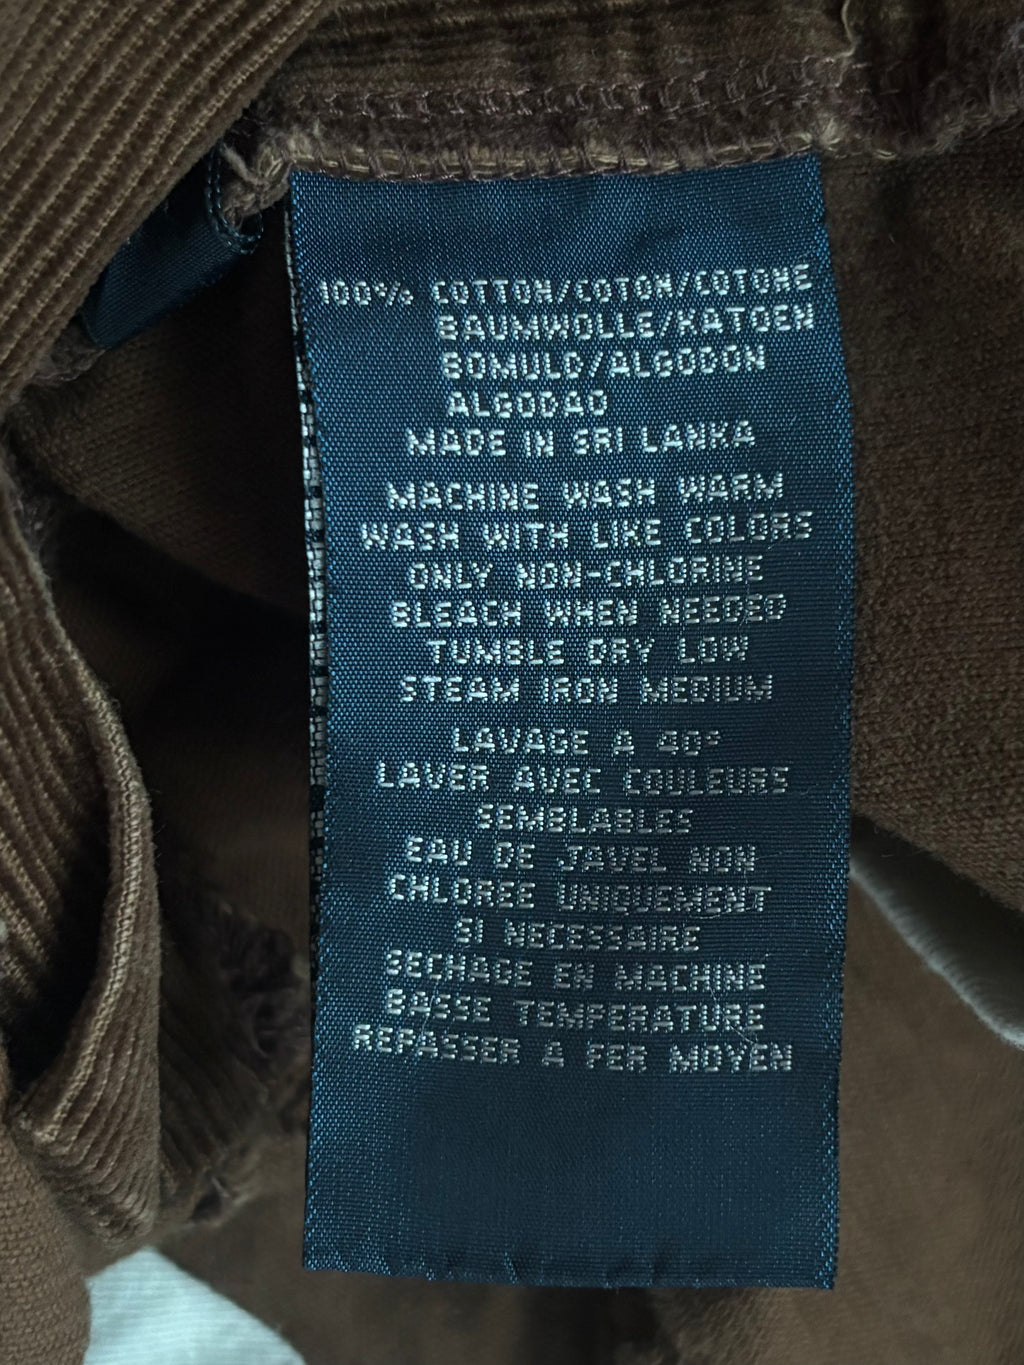 100% COTTON/COTON/COTONE
BAUMWOLLE/KATOEN
BOMULD/ALGODON
ALGODAO
MADE IN SRI LANKA
MACHINE WASH WARM
WASH WITH LIKE COLORS
ONLY NON-CHLORINE
BLEACH WHEN NEEDED
TUMBLE DRY LOW
STEAM IRON MEDIUM
LAVAGE A 40°
LAVER AVEC COULEURS
SEMBLABLES
EAU DE JAVEL NON
CHLOREE UNIQUEMENT
SI NECESSAIRE
SECHAGE EN MACHINE
BASSE TEMPERATURE
REPASSER A FER MOYEN